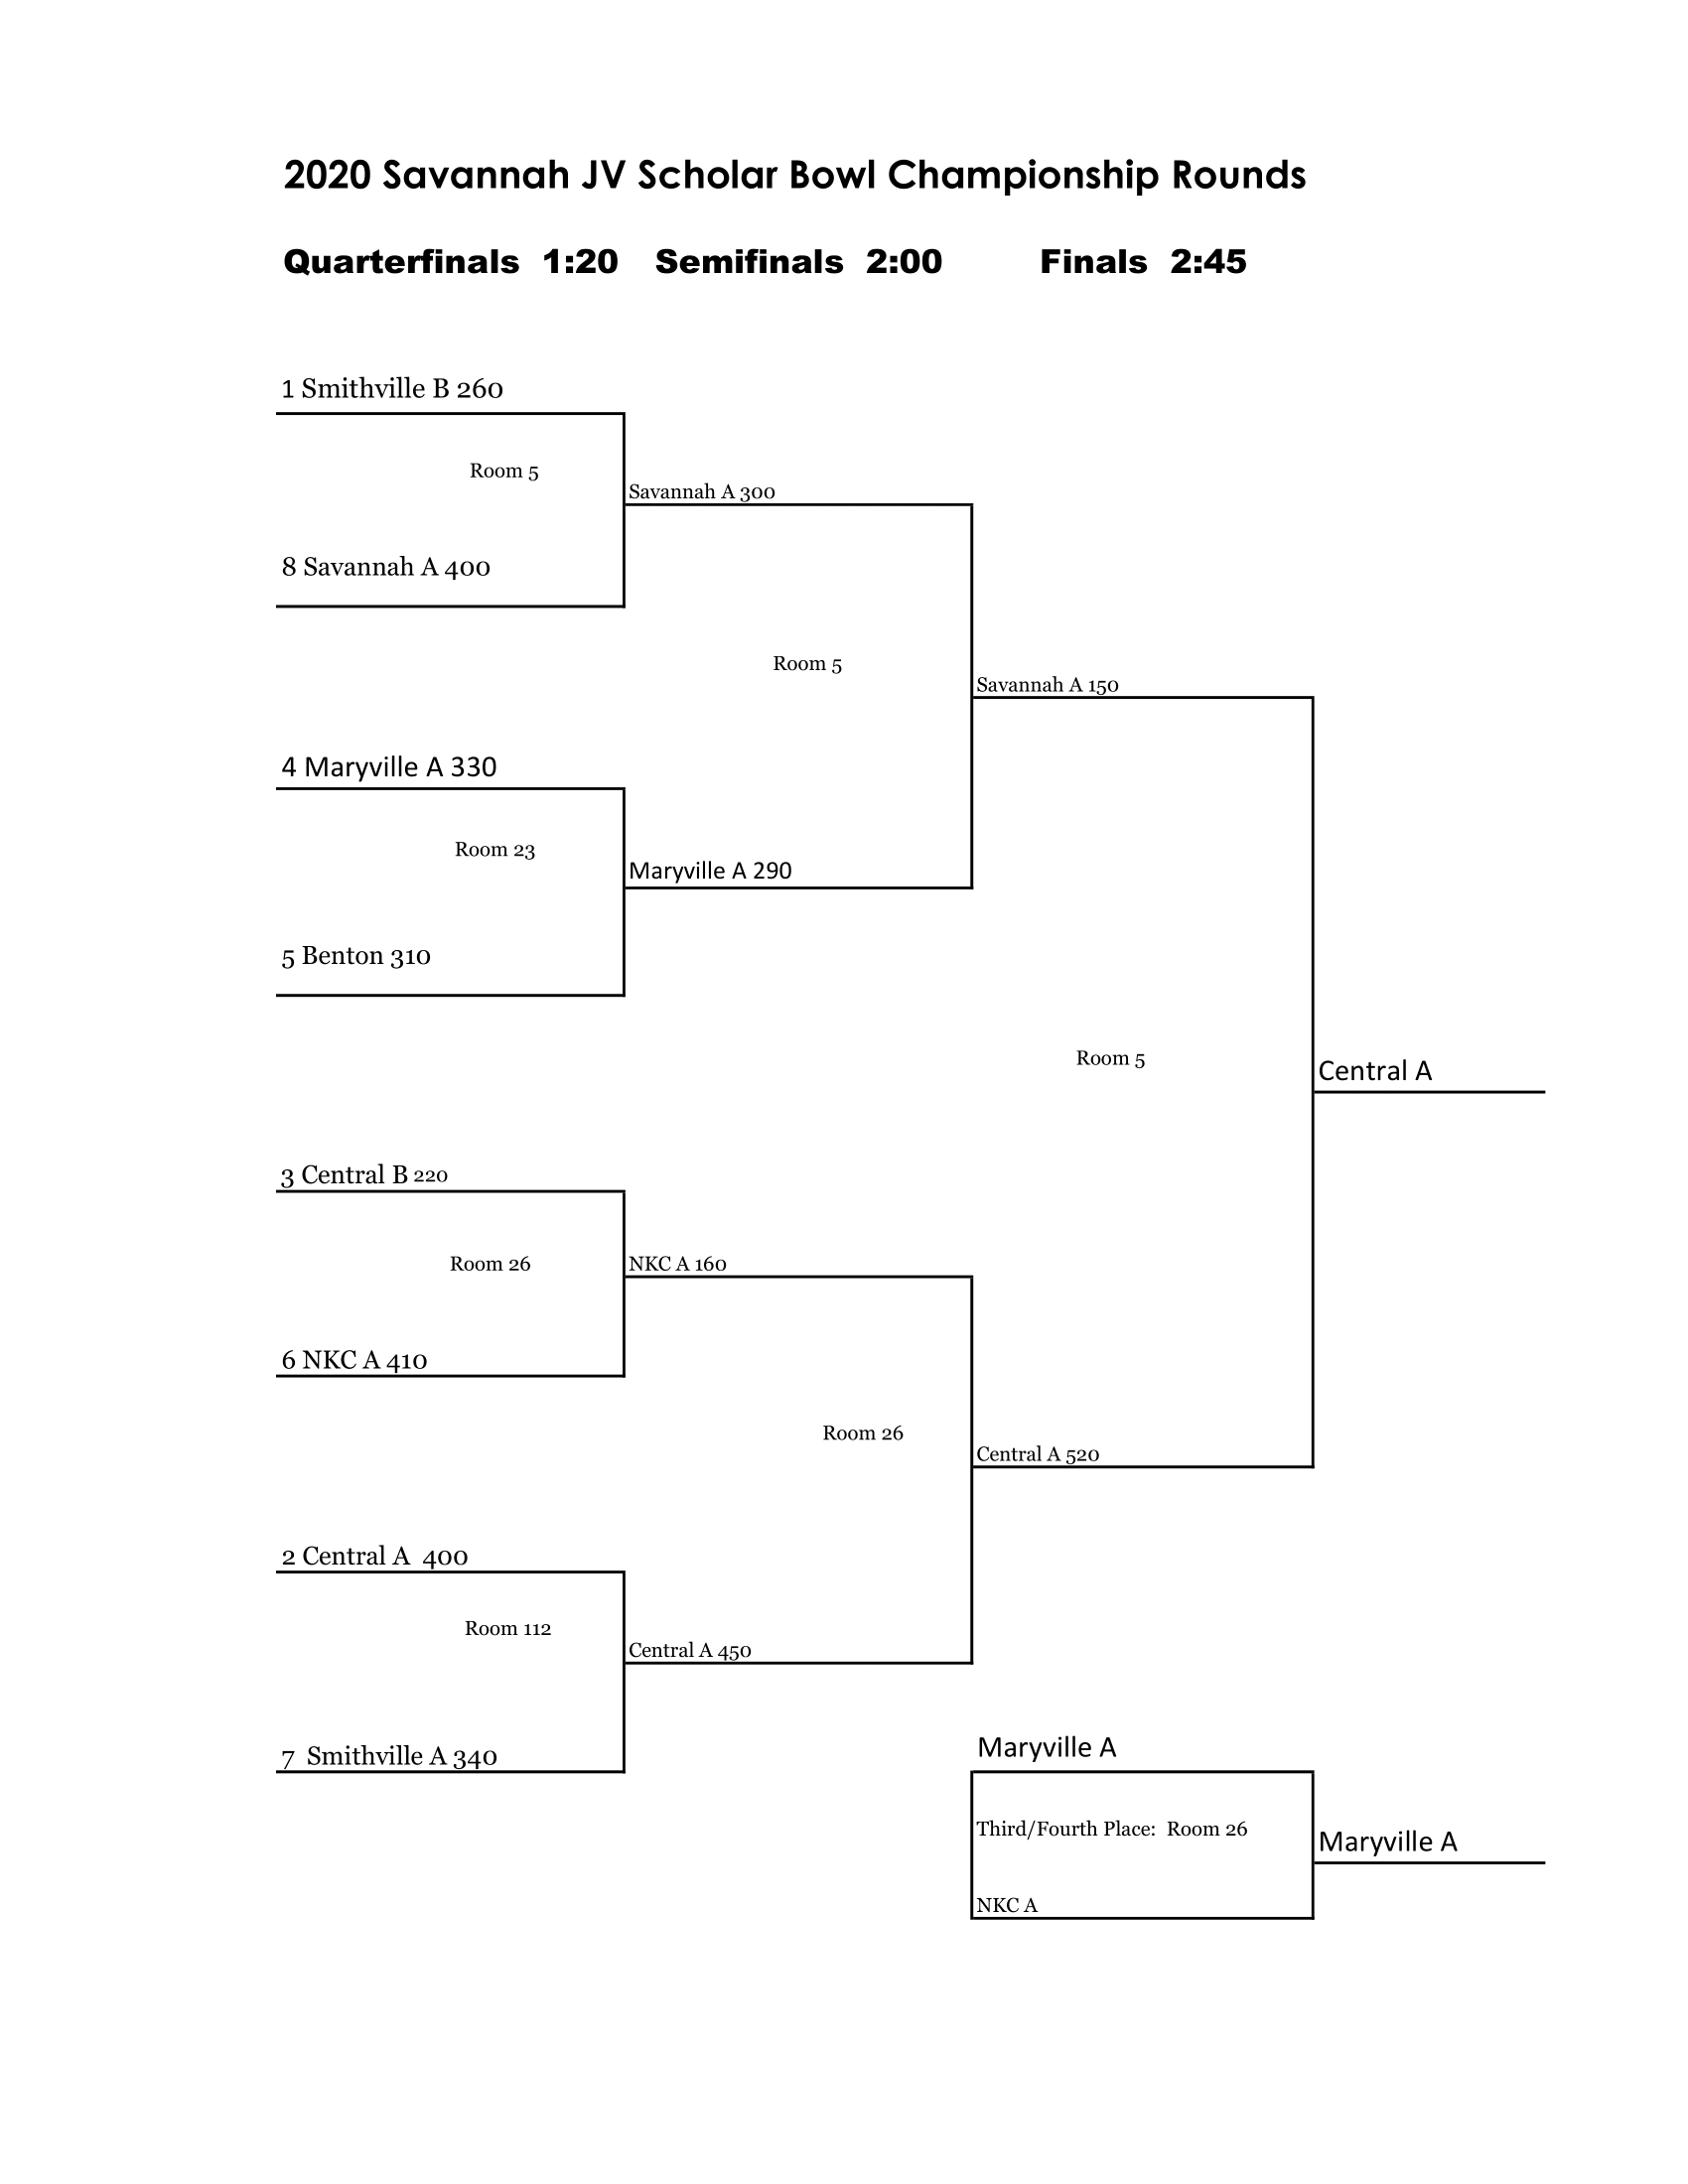 2020 Savannah JV Scholar Bowl Championship Rounds
Quarterfinals 1:20 Semifinals 2:00 Finals 2:45
1 Smithville B 260
Room 5
Savannah A 300
8 Savannah A 400
Room 5
Savannah A 150
4 Maryville A 330
Room 23
Maryville A 290
5 Benton 310
Room 5
Central A
3 Central B 220
Room 26
NKC A 160
6 NKC A 410
Room 26
Central A 520
2 Central A 400
Room 112
Central A 450
7 Smithville A 340
Maryville A
Third/Fourth Place: Room 26
Maryville A
NKC A